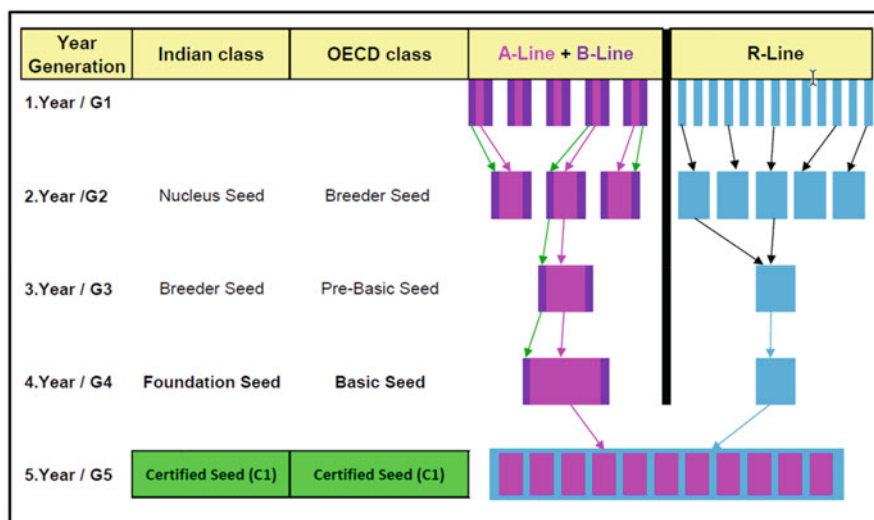 Year Generation Indian class OECD class A-Line + B-Line R-Line
1.Year / G1
2.Year /G2 Nucleus Seed Breeder Seed
3.Year / G3 Breeder Seed Pre-Basic Seed
4.Year / G4 Foundation Seed Basic Seed
5.Year / G5 Certified Seed (C1) Certified Seed (C1)